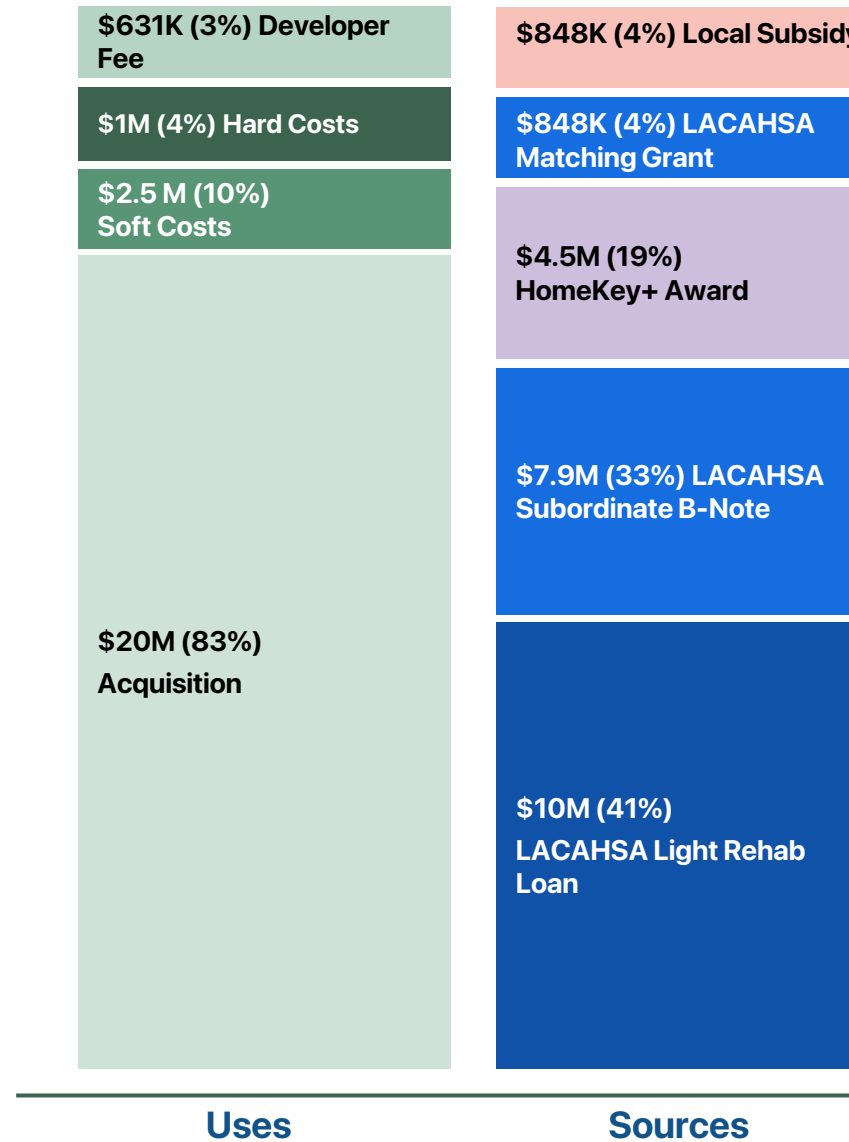 $631K (3%) Developer
Fee
$1M (4%) Hard Costs
$2.5 M (10%)
Soft Costs
$20M (83%)
Acquisition
$848K (4%) Local Subsidy
$848K (4%) LACAHSA
Matching Grant
$4.5M (19%)
HomeKey+ Award
$7.9M (33%) LACAHSA
Subordinate B-Note
$10M (41%)
LACAHSA Light Rehab
Loan
Uses
Sources